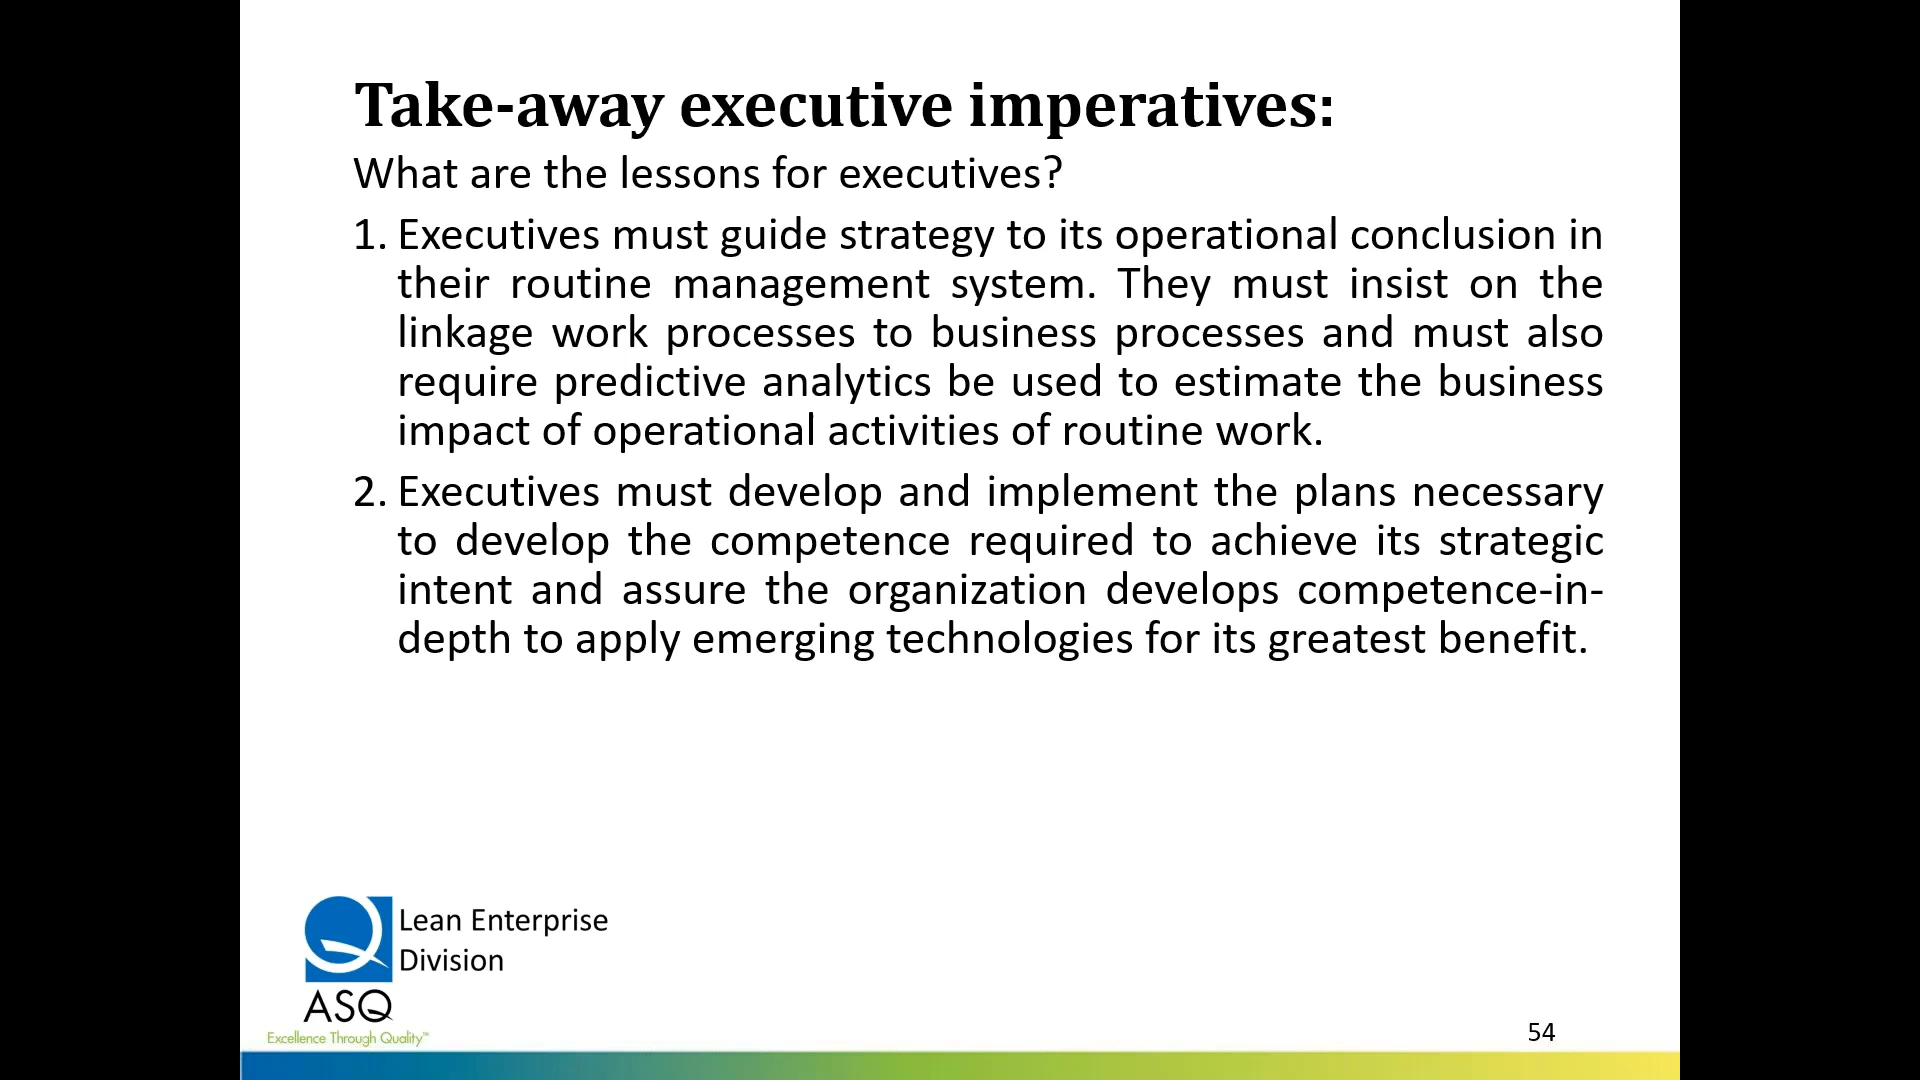 Take-away executive imperatives:
What are the lessons for executives?
1. Executives must guide strategy to its operational conclusion in
their routine management system. They must insist on the
linkage work processes to business processes and must also
require predictive analytics be used to estimate the business
impact of operational activities of routine work.
2. Executives must develop and implement the plans necessary
to develop the competence required to achieve its strategic
intent and assure the organization develops competence-in-
depth to apply emerging technologies for its greatest benefit.
Lean Enterprise
Division
ASQ
Excellence Through Quality™
54